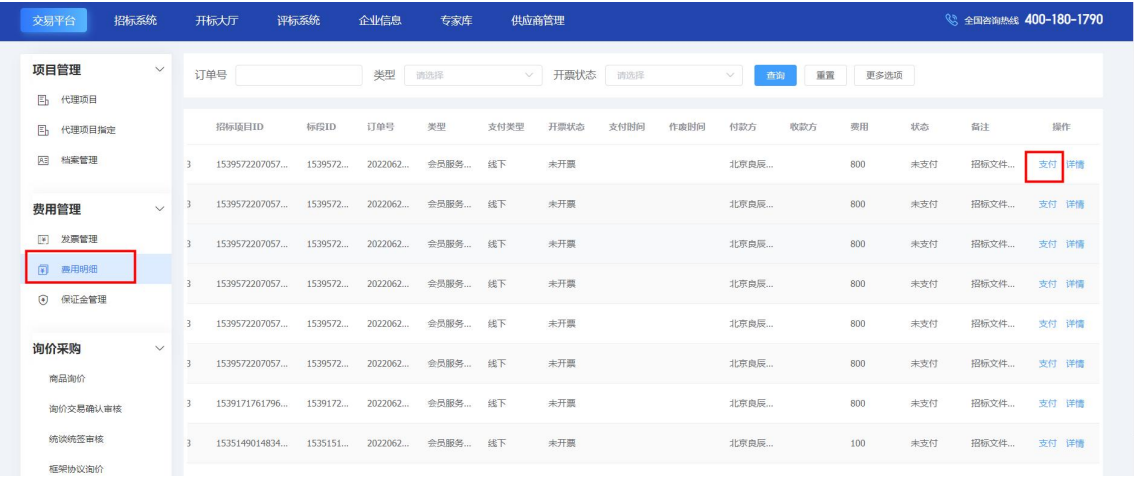 交易平台 招标系统 开标大厅 评标系统 企业信息 专家库 供应商管理 全国咨询热线 400-180-1790
项目管理
代理项目
代理项目指定
档案管理
费用管理
发票管理
费用明细
保证金管理
询价采购
商品询价
询价交易确认审核
统谈统签审核
框架协议询价
订单号 类型 请选择 开票状态 请选择 查询 重置 更多选项
招标项目ID 标段ID 订单号 类型 支付类型 开票状态 支付时间 作废时间 付款方 收款方 费用 状态 备注 操作
3 1539572207057... 1539572... 2022062... 会员服务... 线下 未开票 北京良辰... 800 未支付 招标文件... 支付 详情
3 1539572207057... 1539572... 2022062... 会员服务... 线下 未开票 北京良辰... 800 未支付 招标文件... 支付 详情
3 1539572207057... 1539572... 2022062... 会员服务... 线下 未开票 北京良辰... 800 未支付 招标文件... 支付 详情
3 1539572207057... 1539572... 2022062... 会员服务... 线下 未开票 北京良辰... 800 未支付 招标文件... 支付 详情
3 1539572207057... 1539572... 2022062... 会员服务... 线下 未开票 北京良辰... 800 未支付 招标文件... 支付 详情
3 1539572207057... 1539572... 2022062... 会员服务... 线下 未开票 北京良辰... 800 未支付 招标文件... 支付 详情
3 1539171761796... 1539172... 2022062... 会员服务... 线下 未开票 北京良辰... 800 未支付 招标文件... 支付 详情
3 1535149014834... 1535151... 2022062... 会员服务... 线下 未开票 北京良辰... 100 未支付 招标文件... 支付 详情